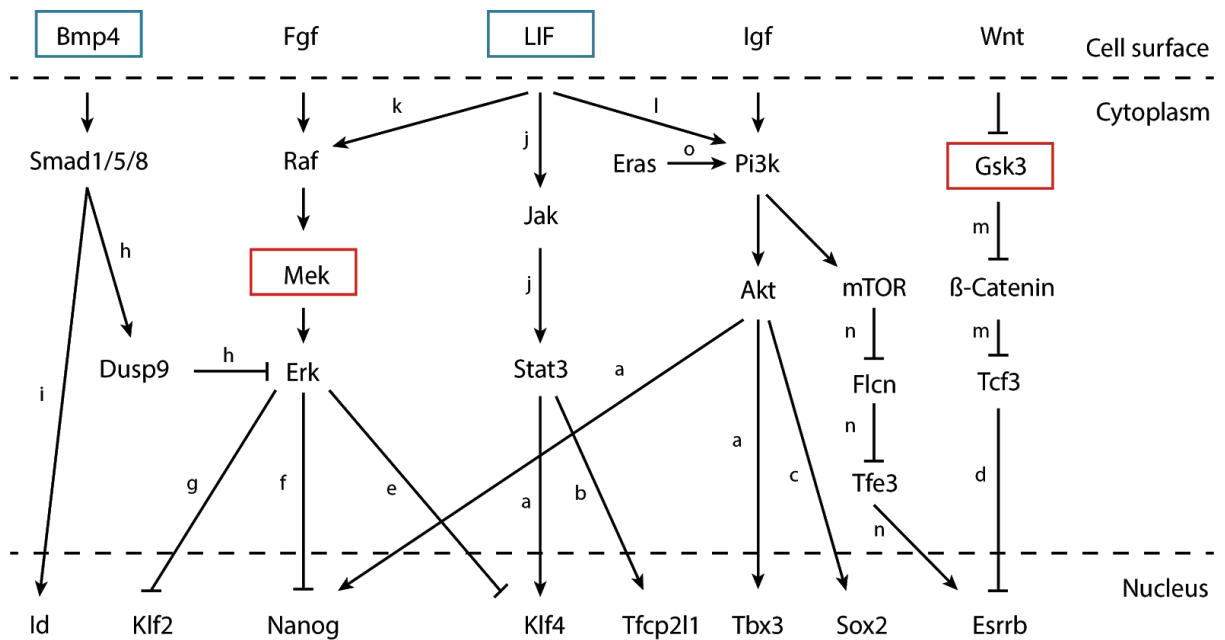 Bmp4 Fgf LIF Igf Wnt
Cell surface
Cytoplasm
k l
j o
Smad1/5/8 Raf Eras Pi3k Gsk3
Jak m
h
Mek j Akt mTOR ß-Catenin
n m
h
Dusp9 Erk Stat3 a Flcn Tcf3
i
n
a
g f e a b c Tfe3 d
n
Nucleus
Id Klf2 Nanog Klf4 Tfcp2l1 Tbx3 Sox2 Esrrb